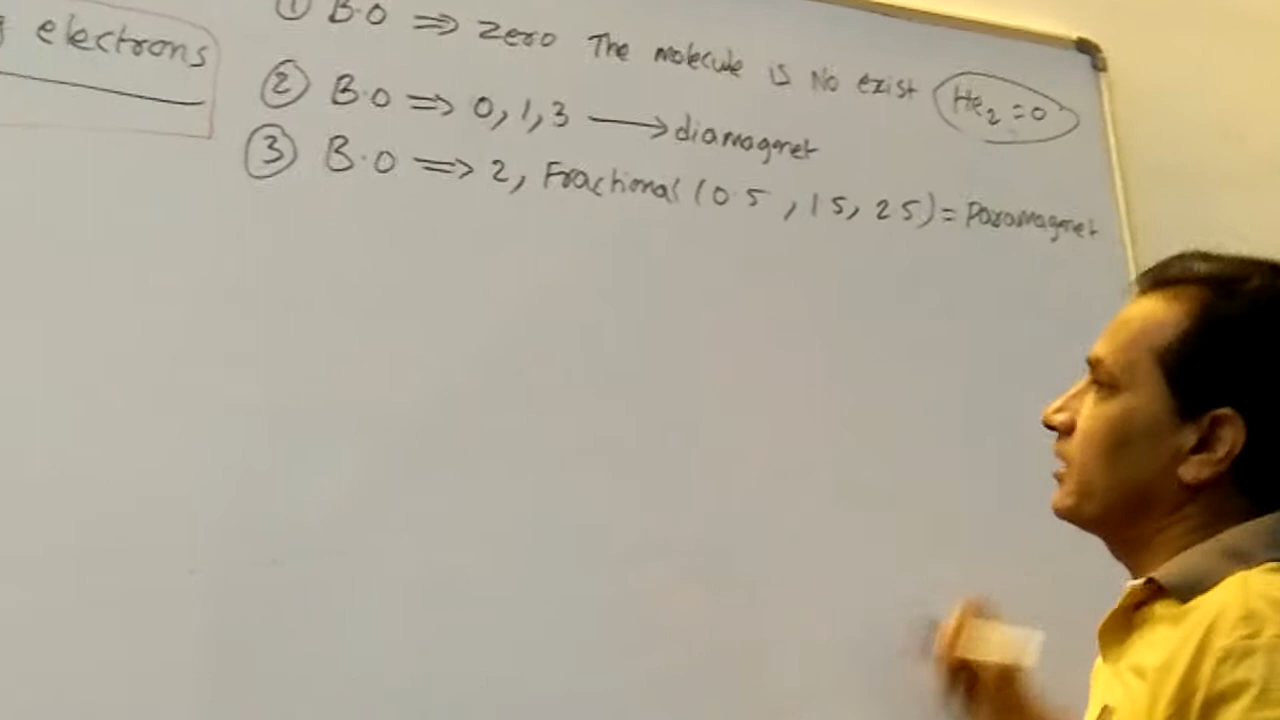 electrons
① B.O ⇒ zero The molecule is No exist He₂ = 0
② B.O ⇒ 0, 1, 3 ⟶ diamagnet
③ B.O ⇒ 2, Fractional (0.5, 1.5, 2.5) = Paramagnet